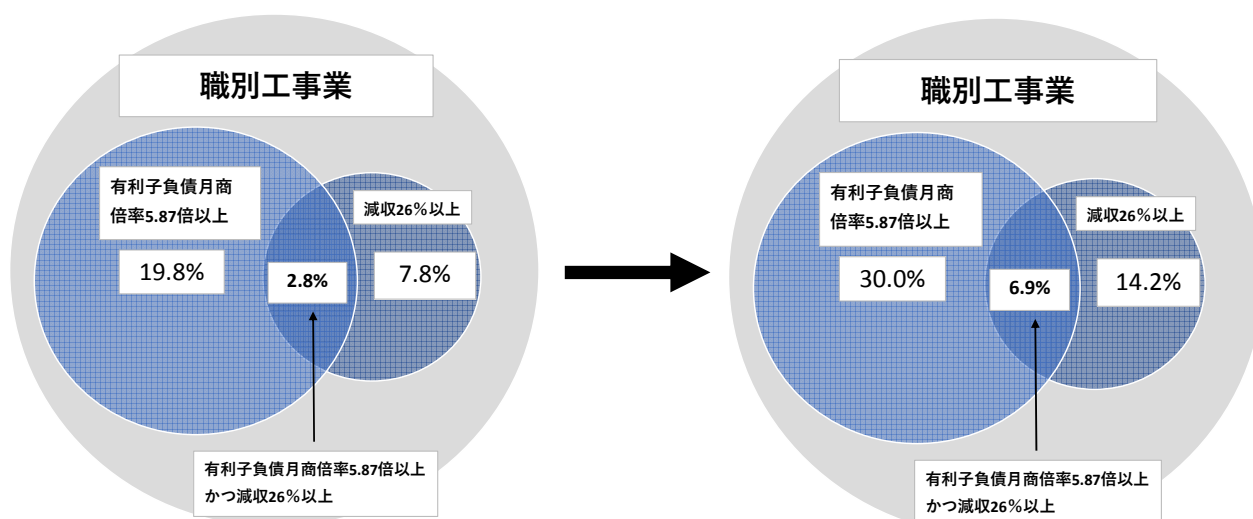 職別工事業
有利子負債月商
倍率5.87倍以上
減収26%以上
19.8%
2.8%
7.8%
有利子負債月商倍率5.87倍以上
かつ減収26%以上
職別工事業
有利子負債月商
倍率5.87倍以上
減収26%以上
30.0%
6.9%
14.2%
有利子負債月商倍率5.87倍以上
かつ減収26%以上